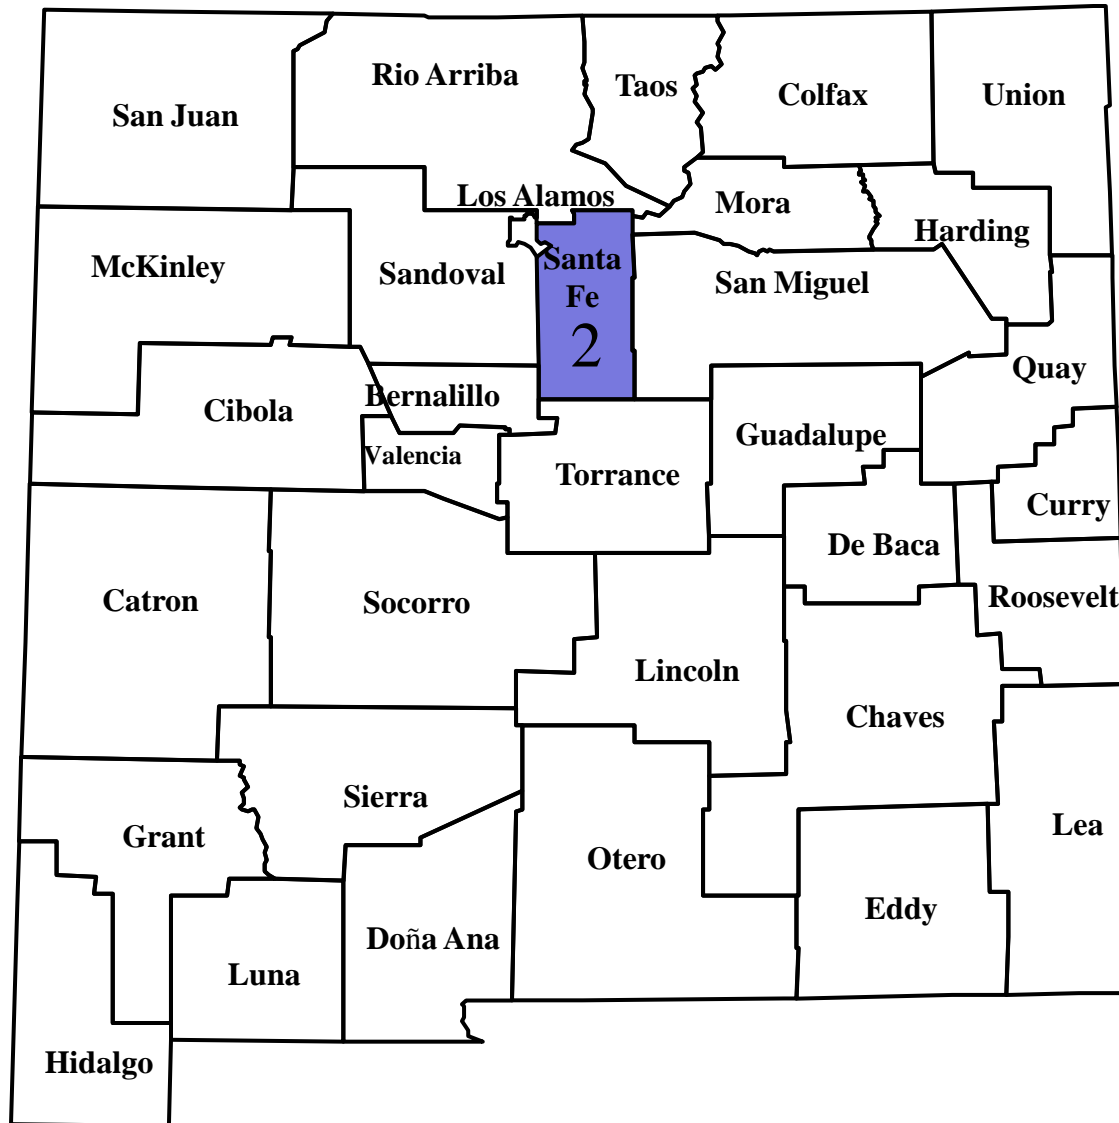 Rio Arriba
Taos
Colfax
Union
San Juan
Los Alamos
Mora
Harding
McKinley
Sandoval
Santa
Fe
2
San Miguel
Quay
Cibola
Bernalillo
Guadalupe
Valencia
Torrance
Curry
De Baca
Catron
Socorro
Roosevelt
Lincoln
Chaves
Sierra
Grant
Lea
Otero
Eddy
Doña Ana
Luna
Hidalgo